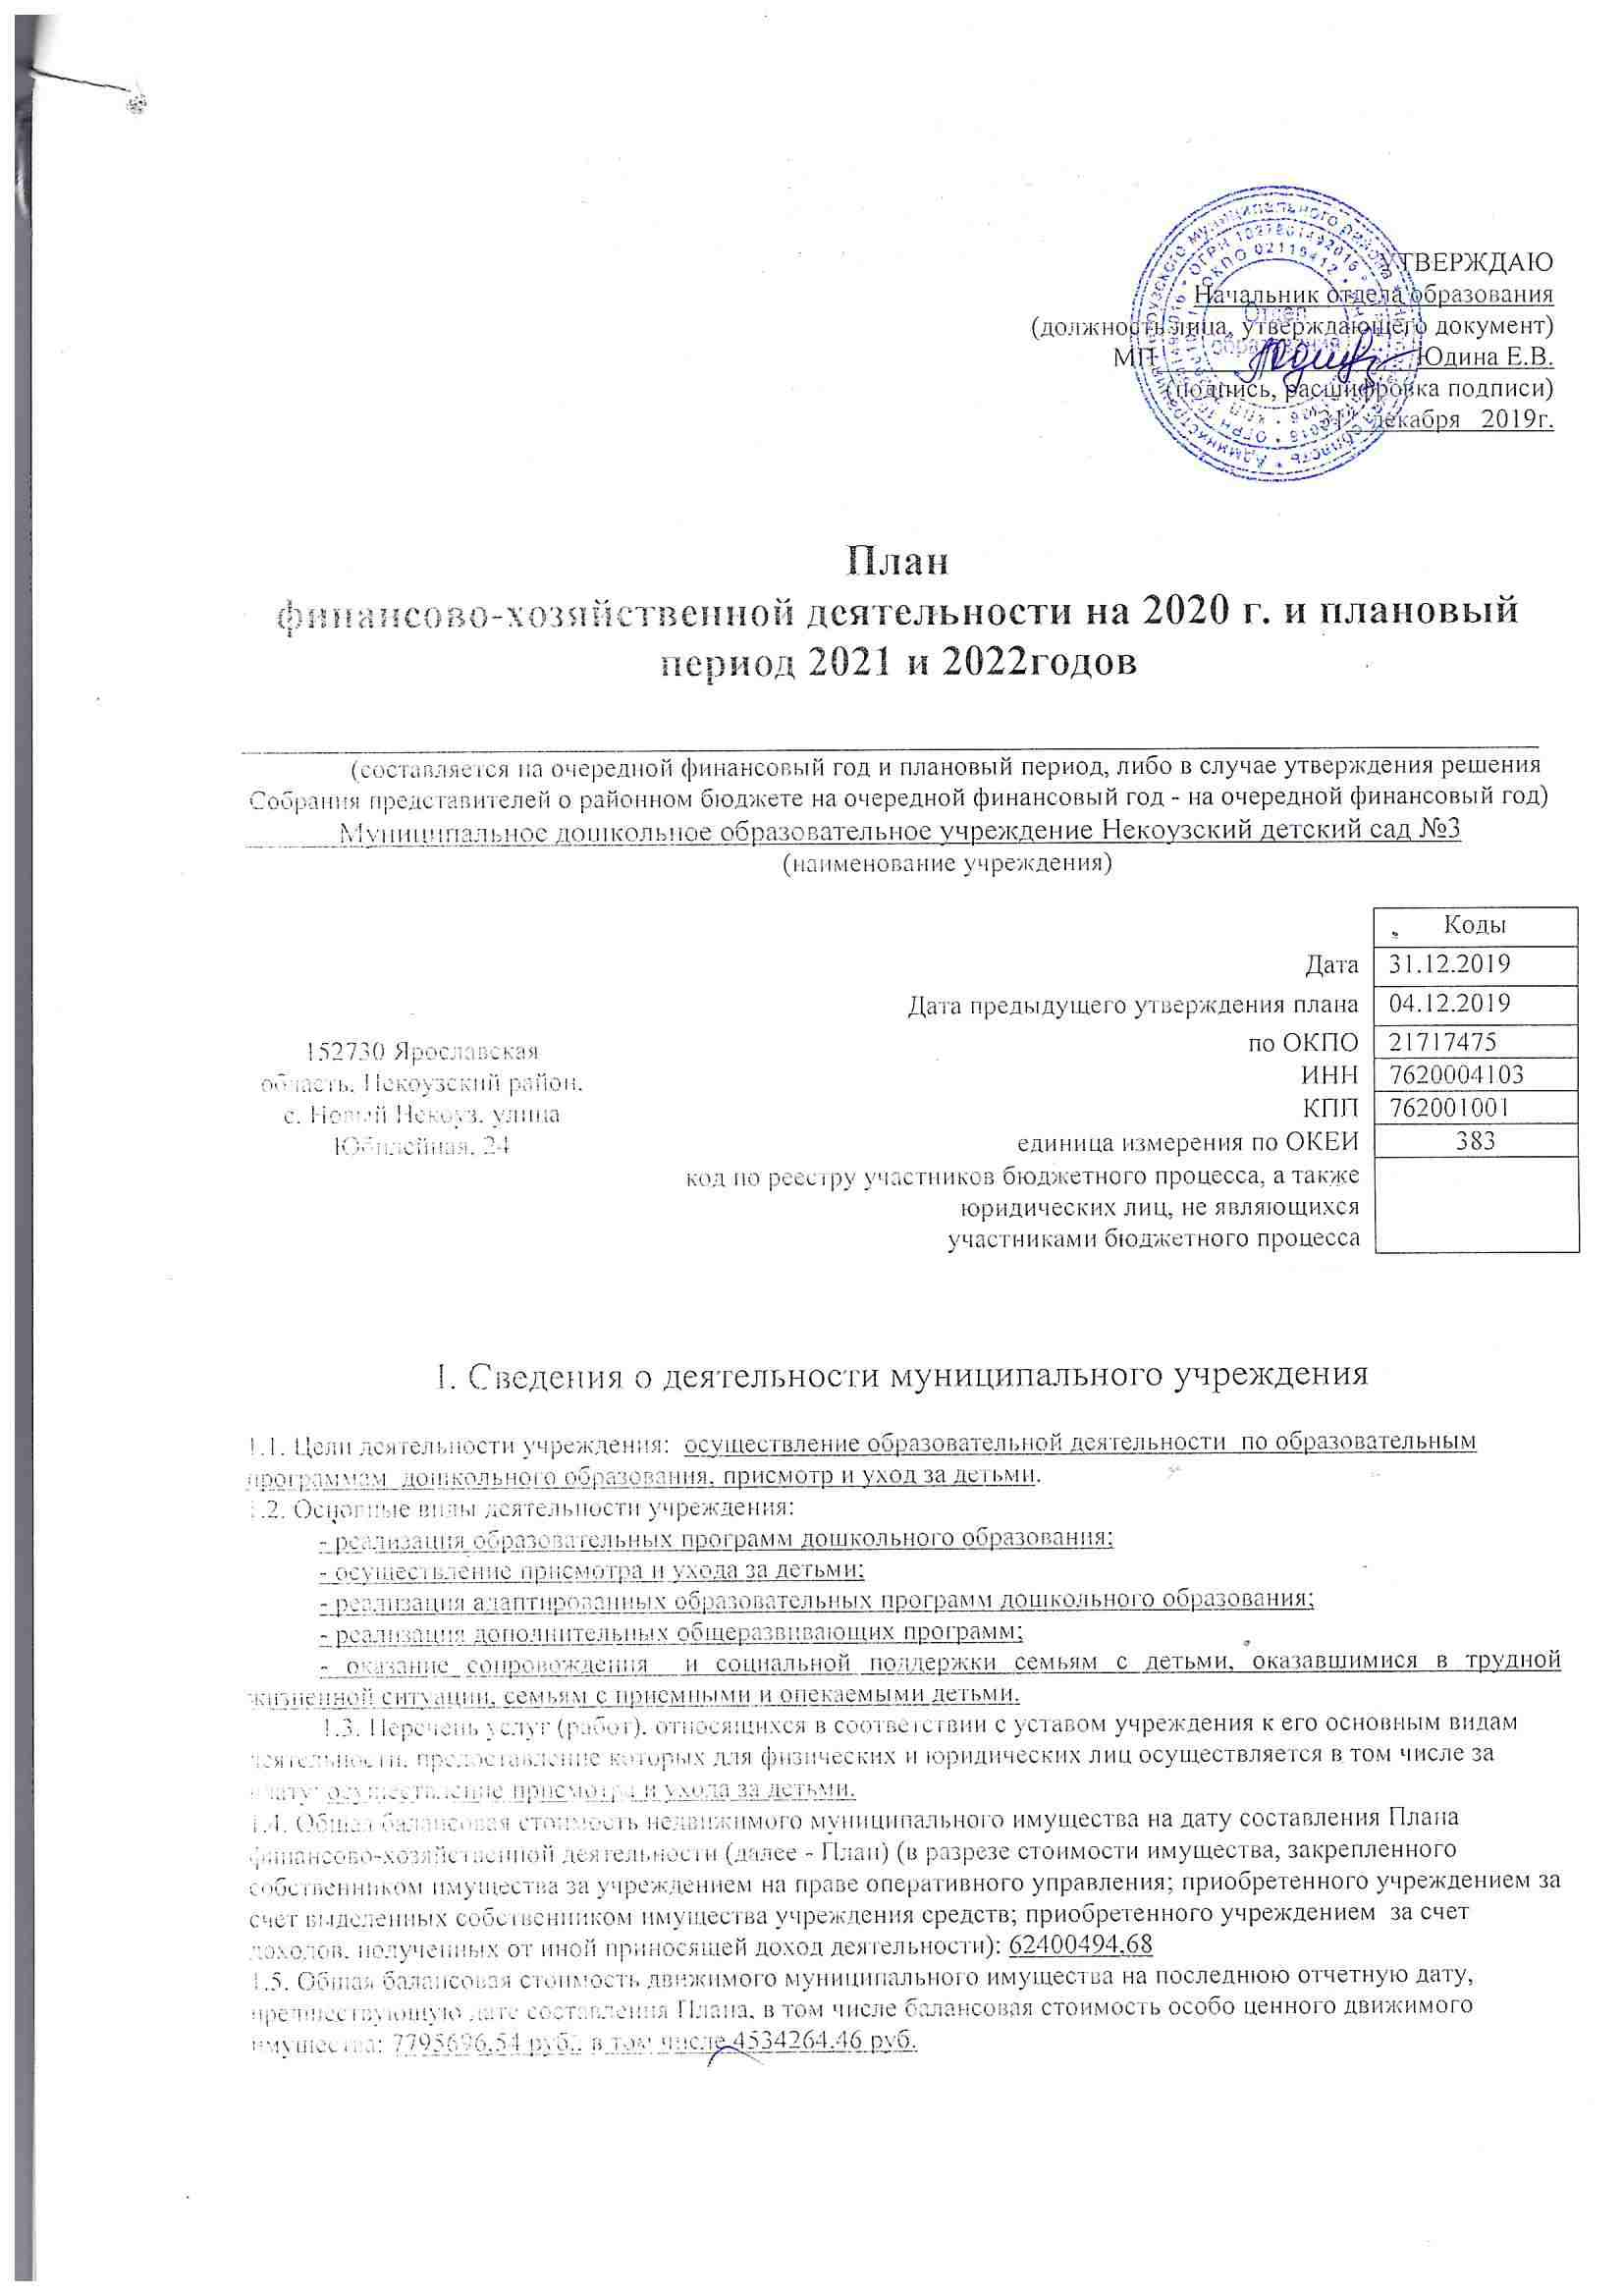 УТВЕРЖДАЮ
Начальник отдела образования
(должность лица, утверждающего документ)
МП Юдина Е.В.
(подпись, расшифровка подписи)
декабря 2019г.
Отдел образования
План
финансово-хозяйственной деятельности на 2020 г. и плановый
период 2021 и 2022годов
(составляется на очередной финансовый год и плановый период, либо в случае утверждения решения
Собрания представителей о районном бюджете на очередной финансовый год - на очередной финансовый год)
Муниципальное дошкольное образовательное учреждение Некоузский детский сад №3
(наименование учреждения)
Коды
Дата 31.12.2019
Дата предыдущего утверждения плана 04.12.2019
по ОКПО 21717475
ИНН 7620004103
КПП 762001001
единица измерения по ОКЕИ 383
код по реестру участников бюджетного процесса, а также
юридических лиц, не являющихся
участниками бюджетного процесса
152730 Ярославская
область, Некоузский район,
с. Новый Некоуз, улица
Юбилейная, 24
I. Сведения о деятельности муниципального учреждения
1.1. Цели деятельности учреждения: осуществление образовательной деятельности по образовательным
программам дошкольного образования, присмотр и уход за детьми.
1.2. Основные виды деятельности учреждения:
- реализация образовательных программ дошкольного образования;
- осуществление присмотра и ухода за детьми;
- реализация адаптированных образовательных программ дошкольного образования;
- реализация дополнительных общеразвивающих программ;
- оказание сопровождения и социальной поддержки семьям с детьми, оказавшимися в трудной
жизненной ситуации, семьям с приемными и опекаемыми детьми.
1.3. Перечень услуг (работ), относящихся в соответствии с уставом учреждения к его основным видам
деятельности, предоставление которых для физических и юридических лиц осуществляется в том числе за
плату: осуществление присмотра и ухода за детьми.
1.4. Общая балансовая стоимость недвижимого муниципального имущества на дату составления Плана
финансово-хозяйственной деятельности (далее - План) (в разрезе стоимости имущества, закрепленного
собственником имущества за учреждением на праве оперативного управления; приобретенного учреждением за
счет выделенных собственником имущества учреждения средств; приобретенного учреждением за счет
доходов, полученных от иной приносящей доход деятельности): 62400494,68
1.5. Общая балансовая стоимость движимого муниципального имущества на последнюю отчетную дату,
предшествующую дате составления Плана, в том числе балансовая стоимость особо ценного движимого
имущества: 7795696,54 руб., в том числе 4534264,46 руб.